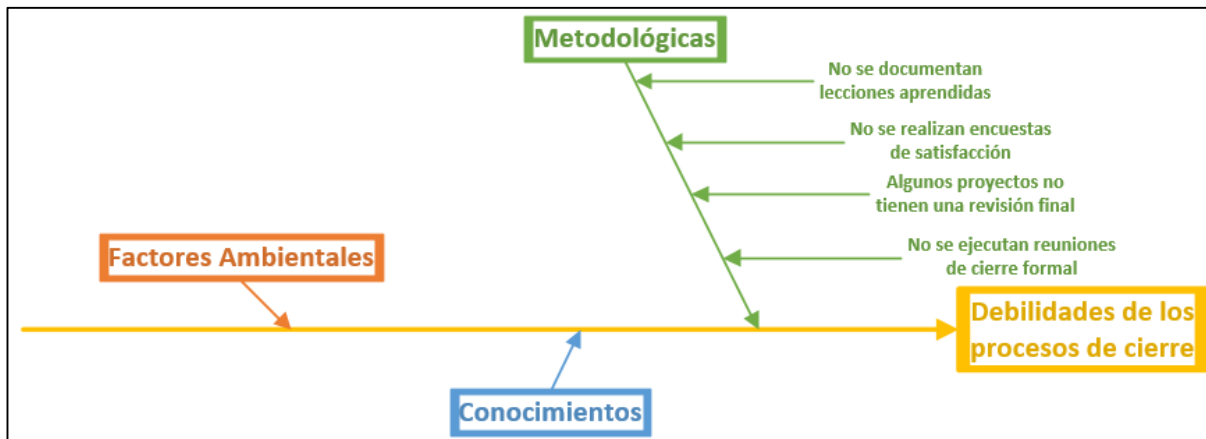 Metodológicas
No se documentan
lecciones aprendidas
No se realizan encuestas
de satisfacción
Algunos proyectos no
tienen una revisión final
No se ejecutan reuniones
de cierre formal
Factores Ambientales
Debilidades de los
procesos de cierre
Conocimientos